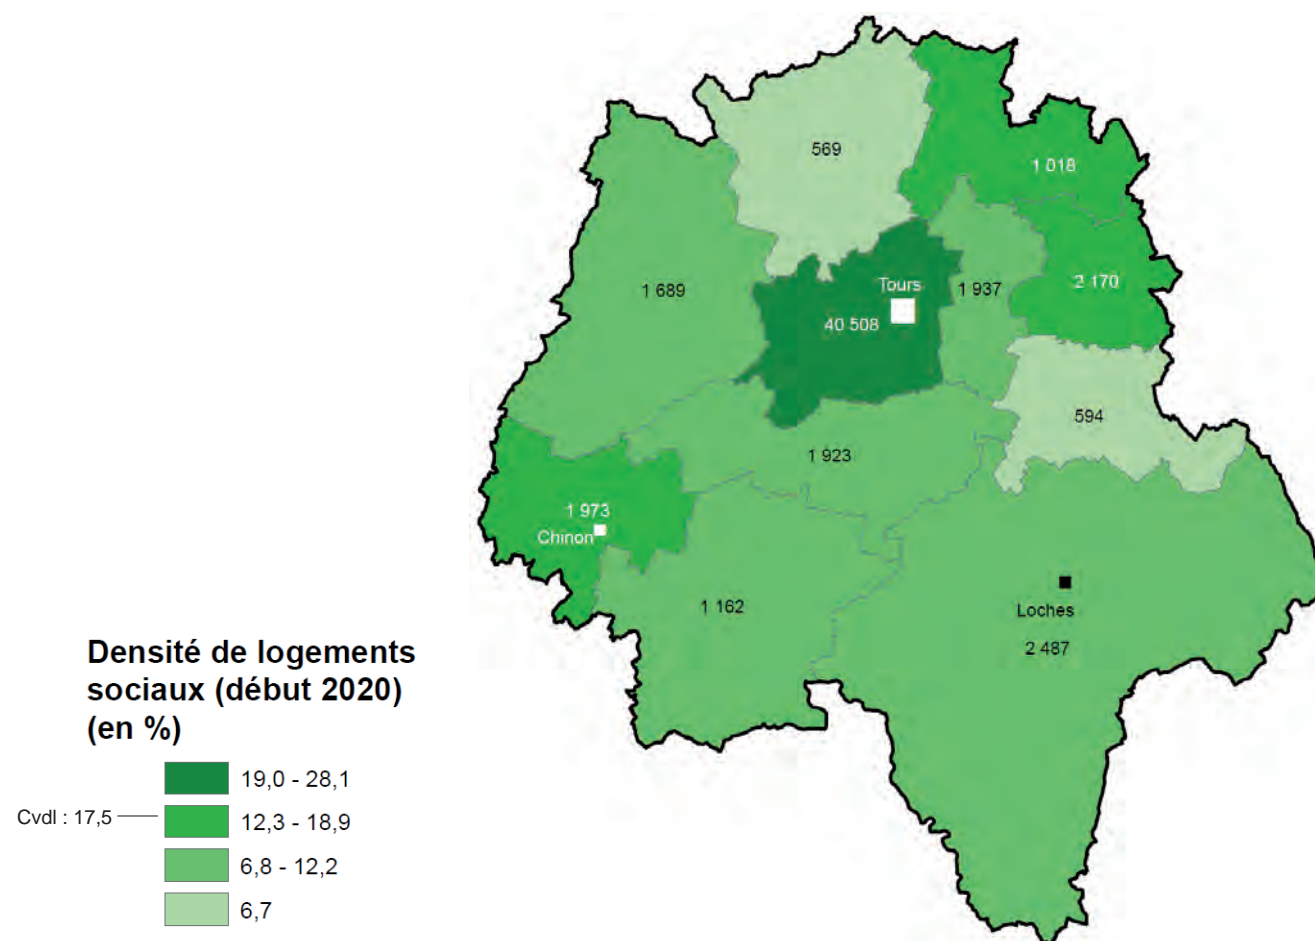 569
1 018
1 689
Tours
1 937
2 170
40 508
594
1 923
1 973
Chinon
1 162
Loches
2 487
Densité de logements
sociaux (début 2020)
(en %)
19,0 - 28,1
Cvdl : 17,5
12,3 - 18,9
6,8 - 12,2
6,7